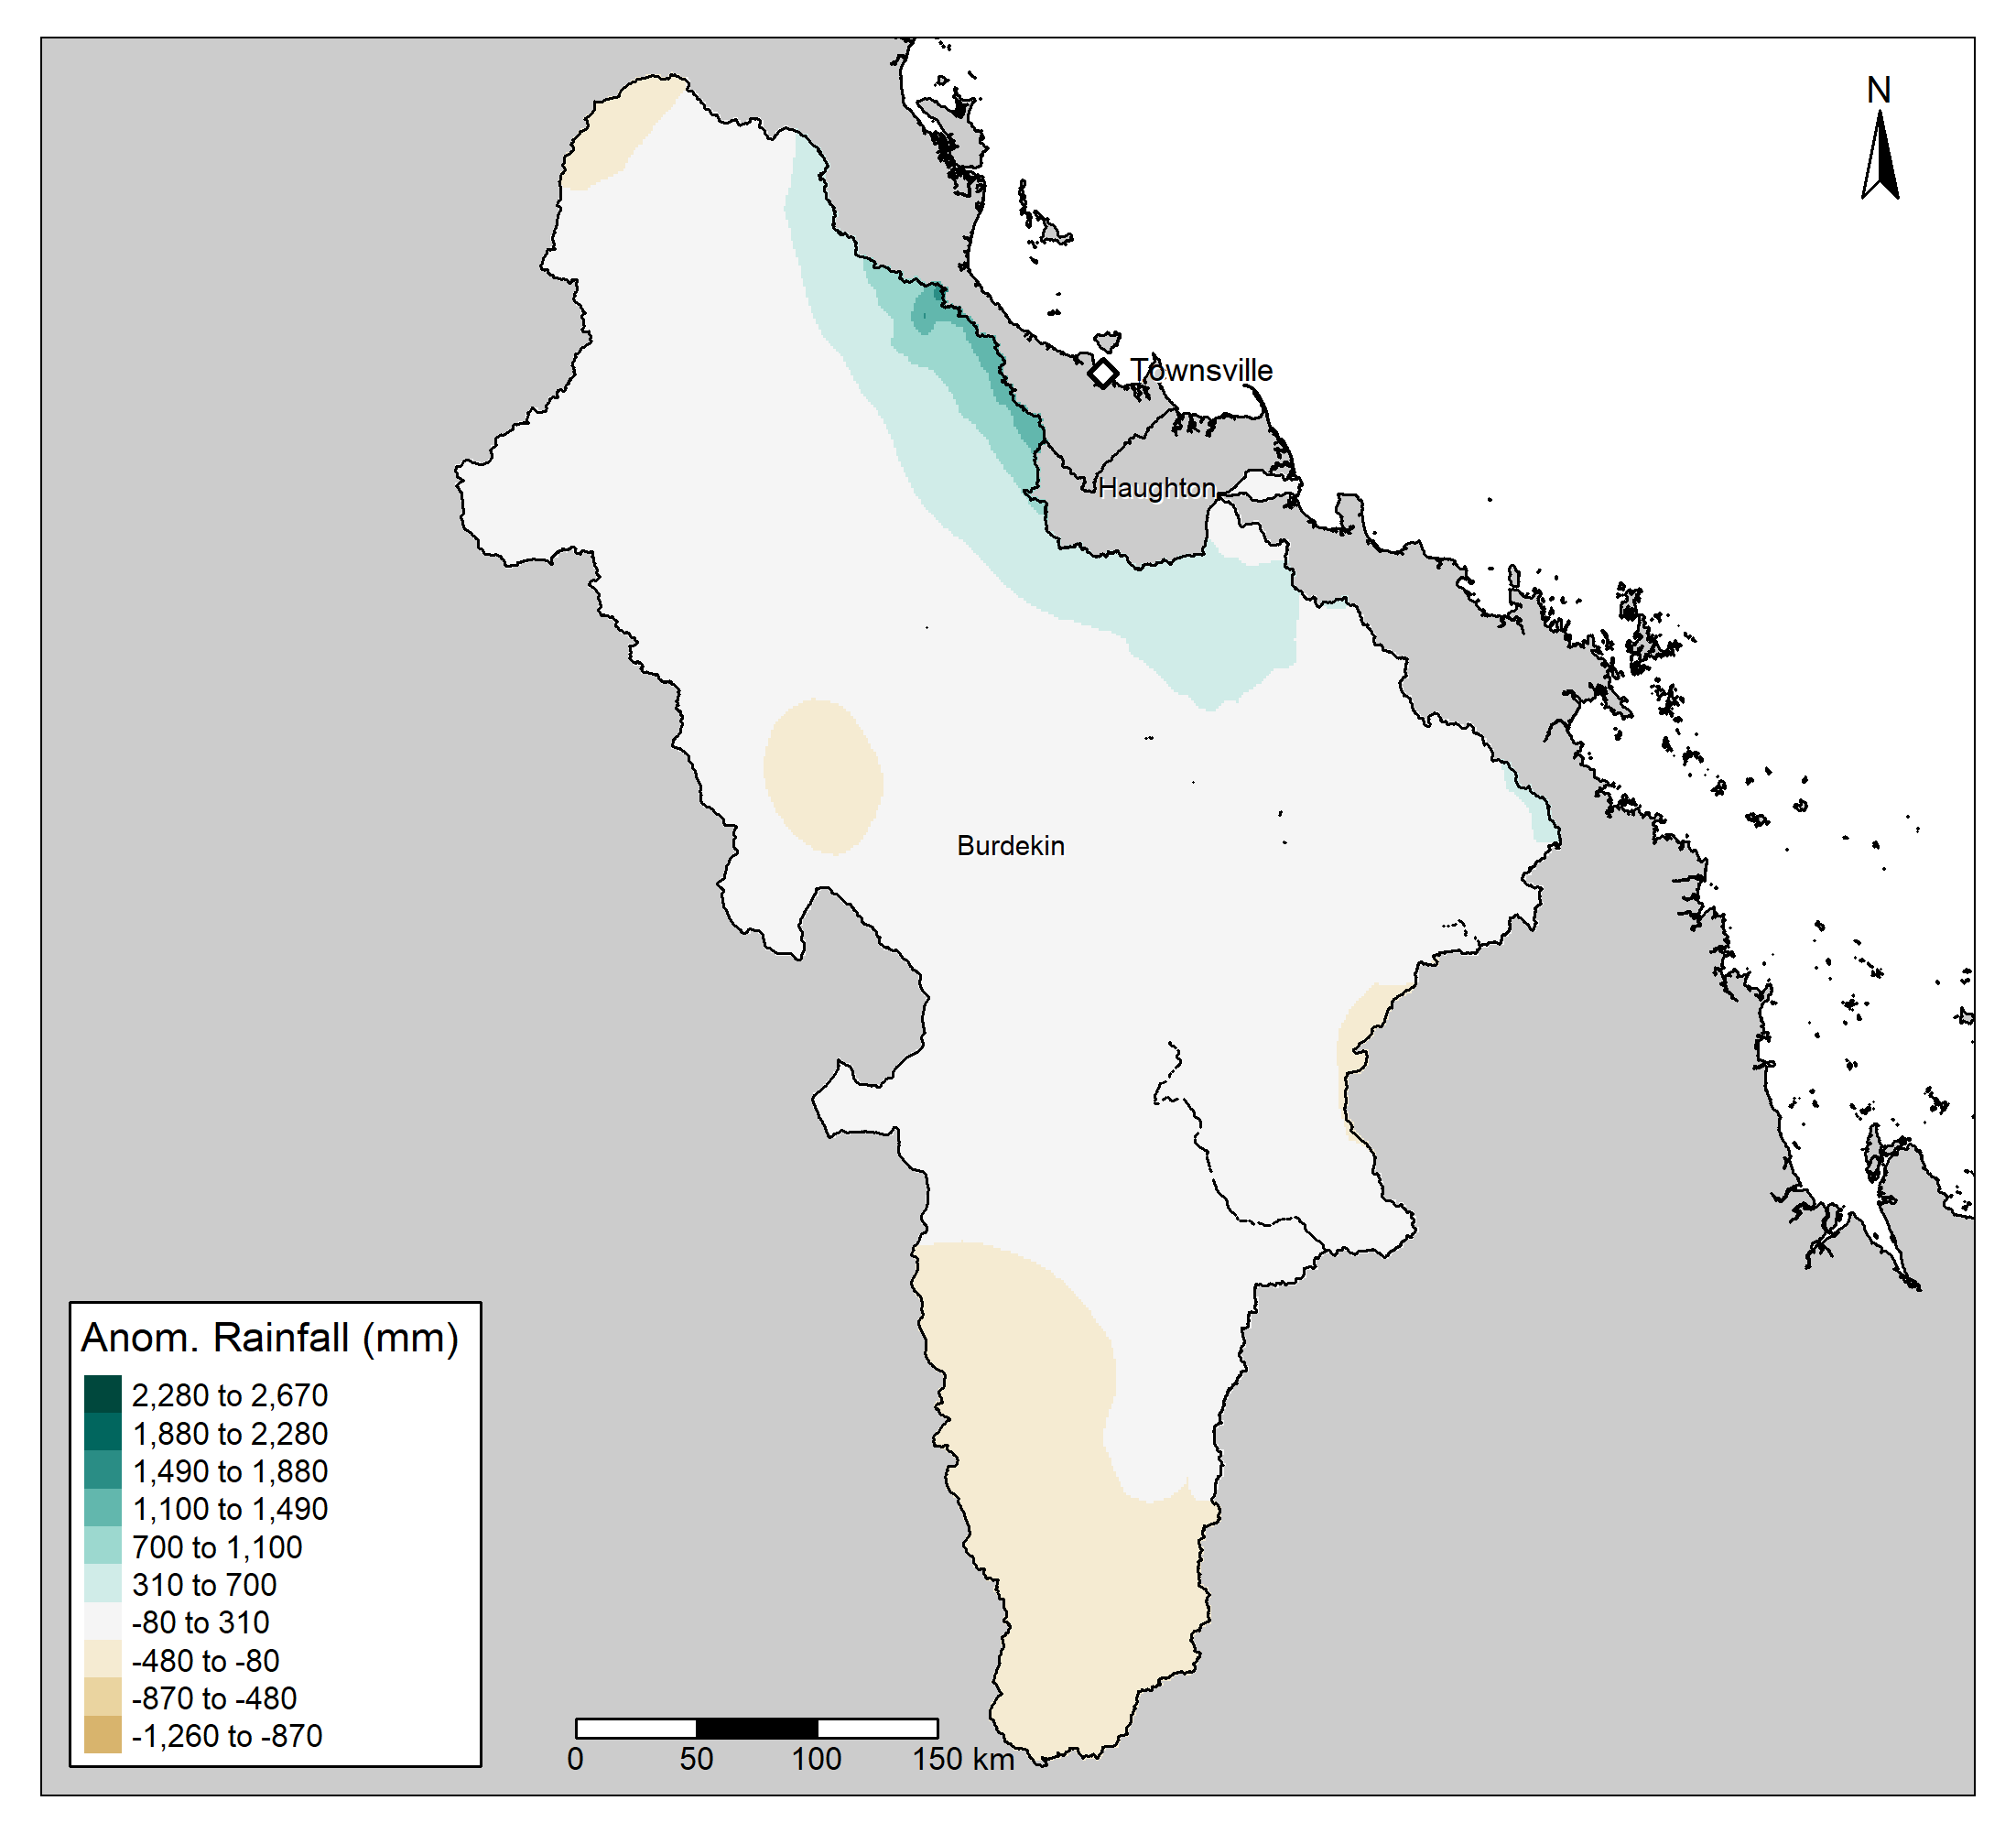 N
Townsville
Haughton
Burdekin
Anom. Rainfall (mm)
2,280 to 2,670
1,880 to 2,280
1,490 to 1,880
1,100 to 1,490
700 to 1,100
310 to 700
-80 to 310
-480 to -80
-870 to -480
-1,260 to -870
0 50 100 150 km